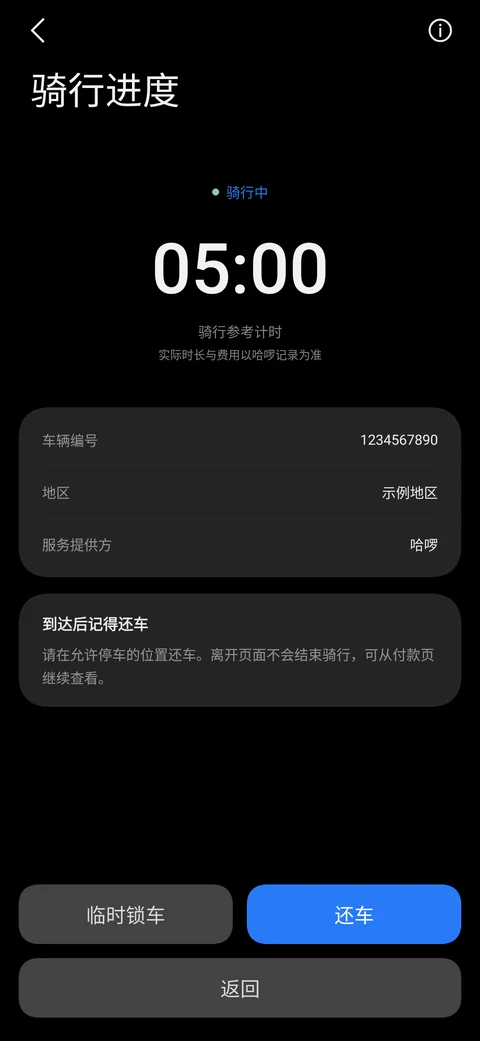 骑行进度
骑行中
05:00
骑行参考计时
实际时长与费用以哈啰记录为准
车辆编号 1234567890
地区 示例地区
服务提供方 哈啰
到达后记得还车
请在允许停车的位置还车。离开页面不会结束骑行，可从付款页
继续查看。
临时锁车 还车
返回